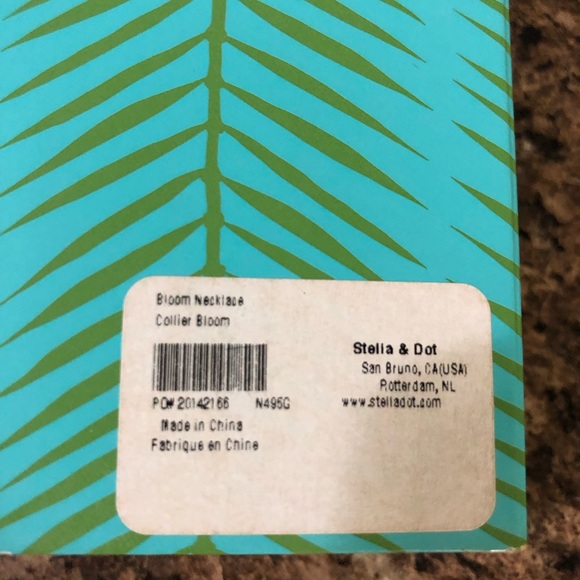 Bloom Necklace
Collier Bloom
Stella & Dot
San Bruno, CA(USA)
Rotterdam, NL
www.stelladot.com
PO# 20142166 N495G
Made in China
Fabrique en Chine